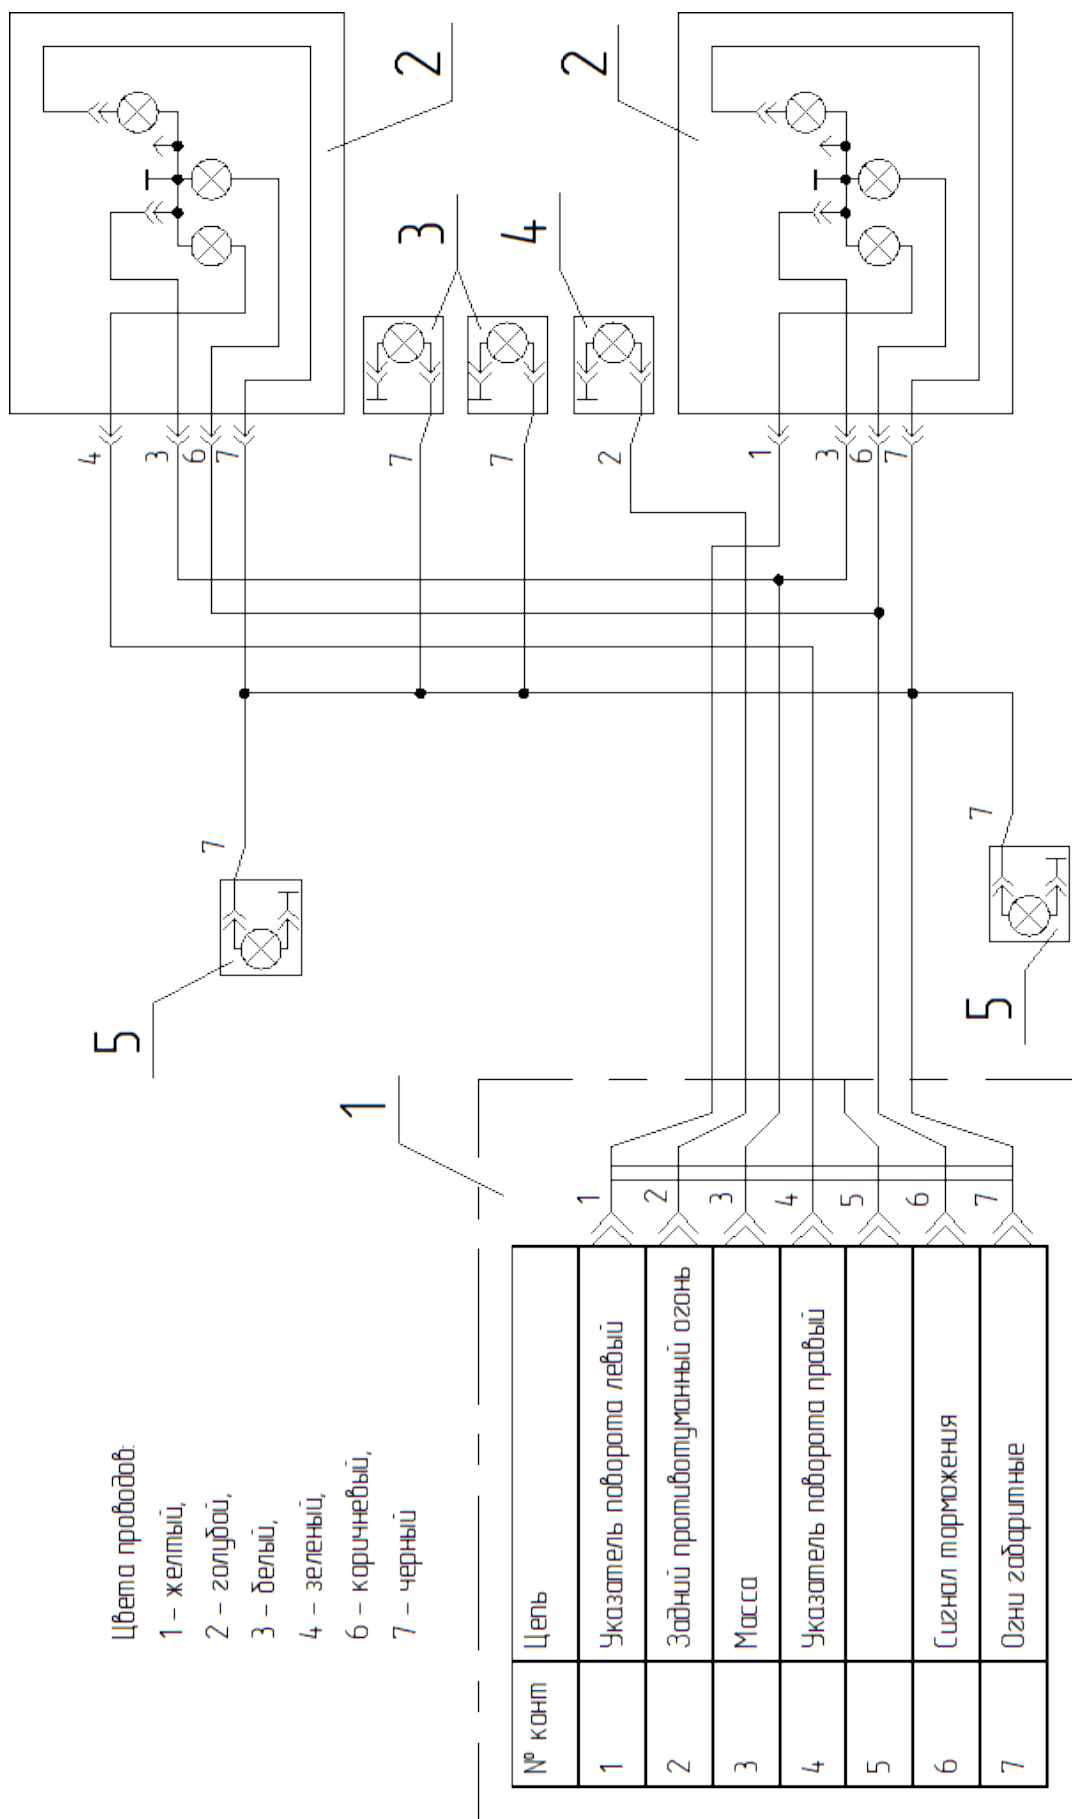 Цвета проводов:
1 – желтый,
2 – голубой,
3 – белый,
4 – зеленый,
6 – коричневый,
7 – черный
№ конт Цепь
1 Указатель поворота левый
2 Задний противотуманный огонь
3 Масса
4 Указатель поворота правый
5
6 Сигнал торможения
7 Огни габаритные
1
2
3
4
5
6
7
1
5
5
7
7
4
3
6
7
7
7
2
1
3
6
7
3
4
2
2